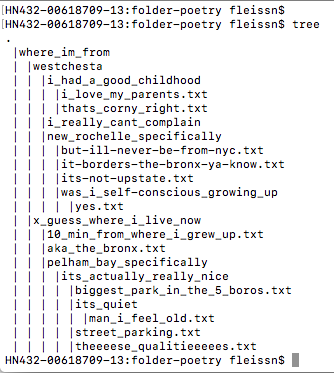 [HN432-00618709-13:folder-poetry fleissn$
[HN432-00618709-13:folder-poetry fleissn$ tree
.
|where_im_from
| |westchesta
| | |i_had_a_good_childhood
| | | |i_love_my_parents.txt
| | | |thats_corny_right.txt
| | |i_really_cant_complain
| | |new_rochelle_specifically
| | | |but-ill-never-be-from-nyc.txt
| | | |it-borders-the-bronx-ya-know.txt
| | | |its-not-upstate.txt
| | | |was_i_self-conscious_growing_up
| | | | |yes.txt
| |x_guess_where_i_live_now
| | |10_min_from_where_i_grew_up.txt
| | |aka_the_bronx.txt
| | |pelham_bay_specifically
| | | |its_actually_really_nice
| | | | |biggest_park_in_the_5_boros.txt
| | | | |its_quiet
| | | | | |man_i_feel_old.txt
| | | | |street_parking.txt
| | | | |theeeese_qualitieeeees.txt
HN432-00618709-13:folder-poetry fleissn$